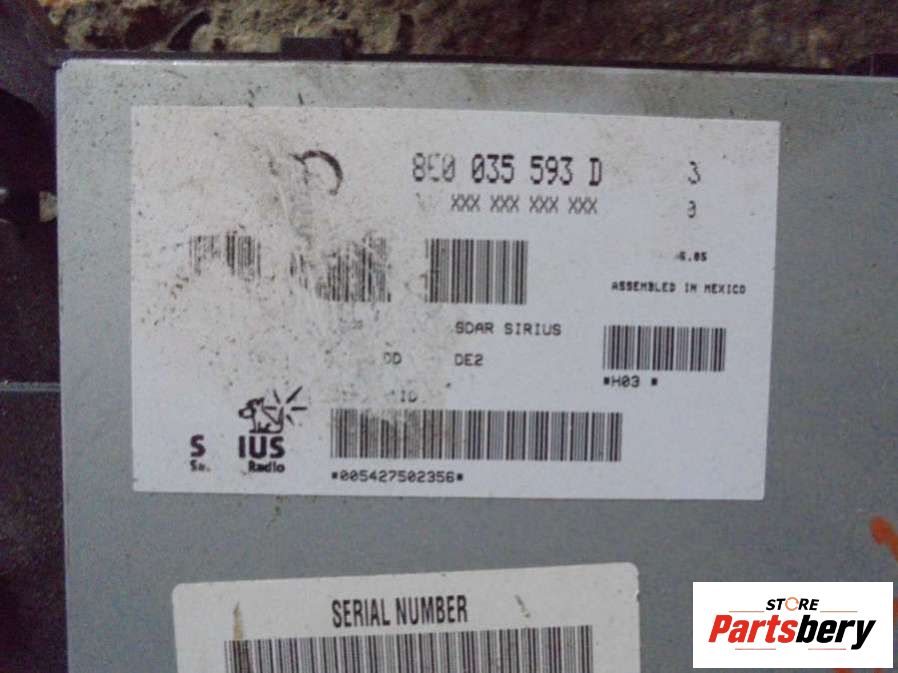 8E0 035 593 D 3
XXX XXX XXX XXX 0
.05
ASSEMBLED IN MEXICO
SDAR SIRIUS
DE2
*H03 *
S IUS
Radio
*005427502356*
SERIAL NUMBER
STORE
Partsbery